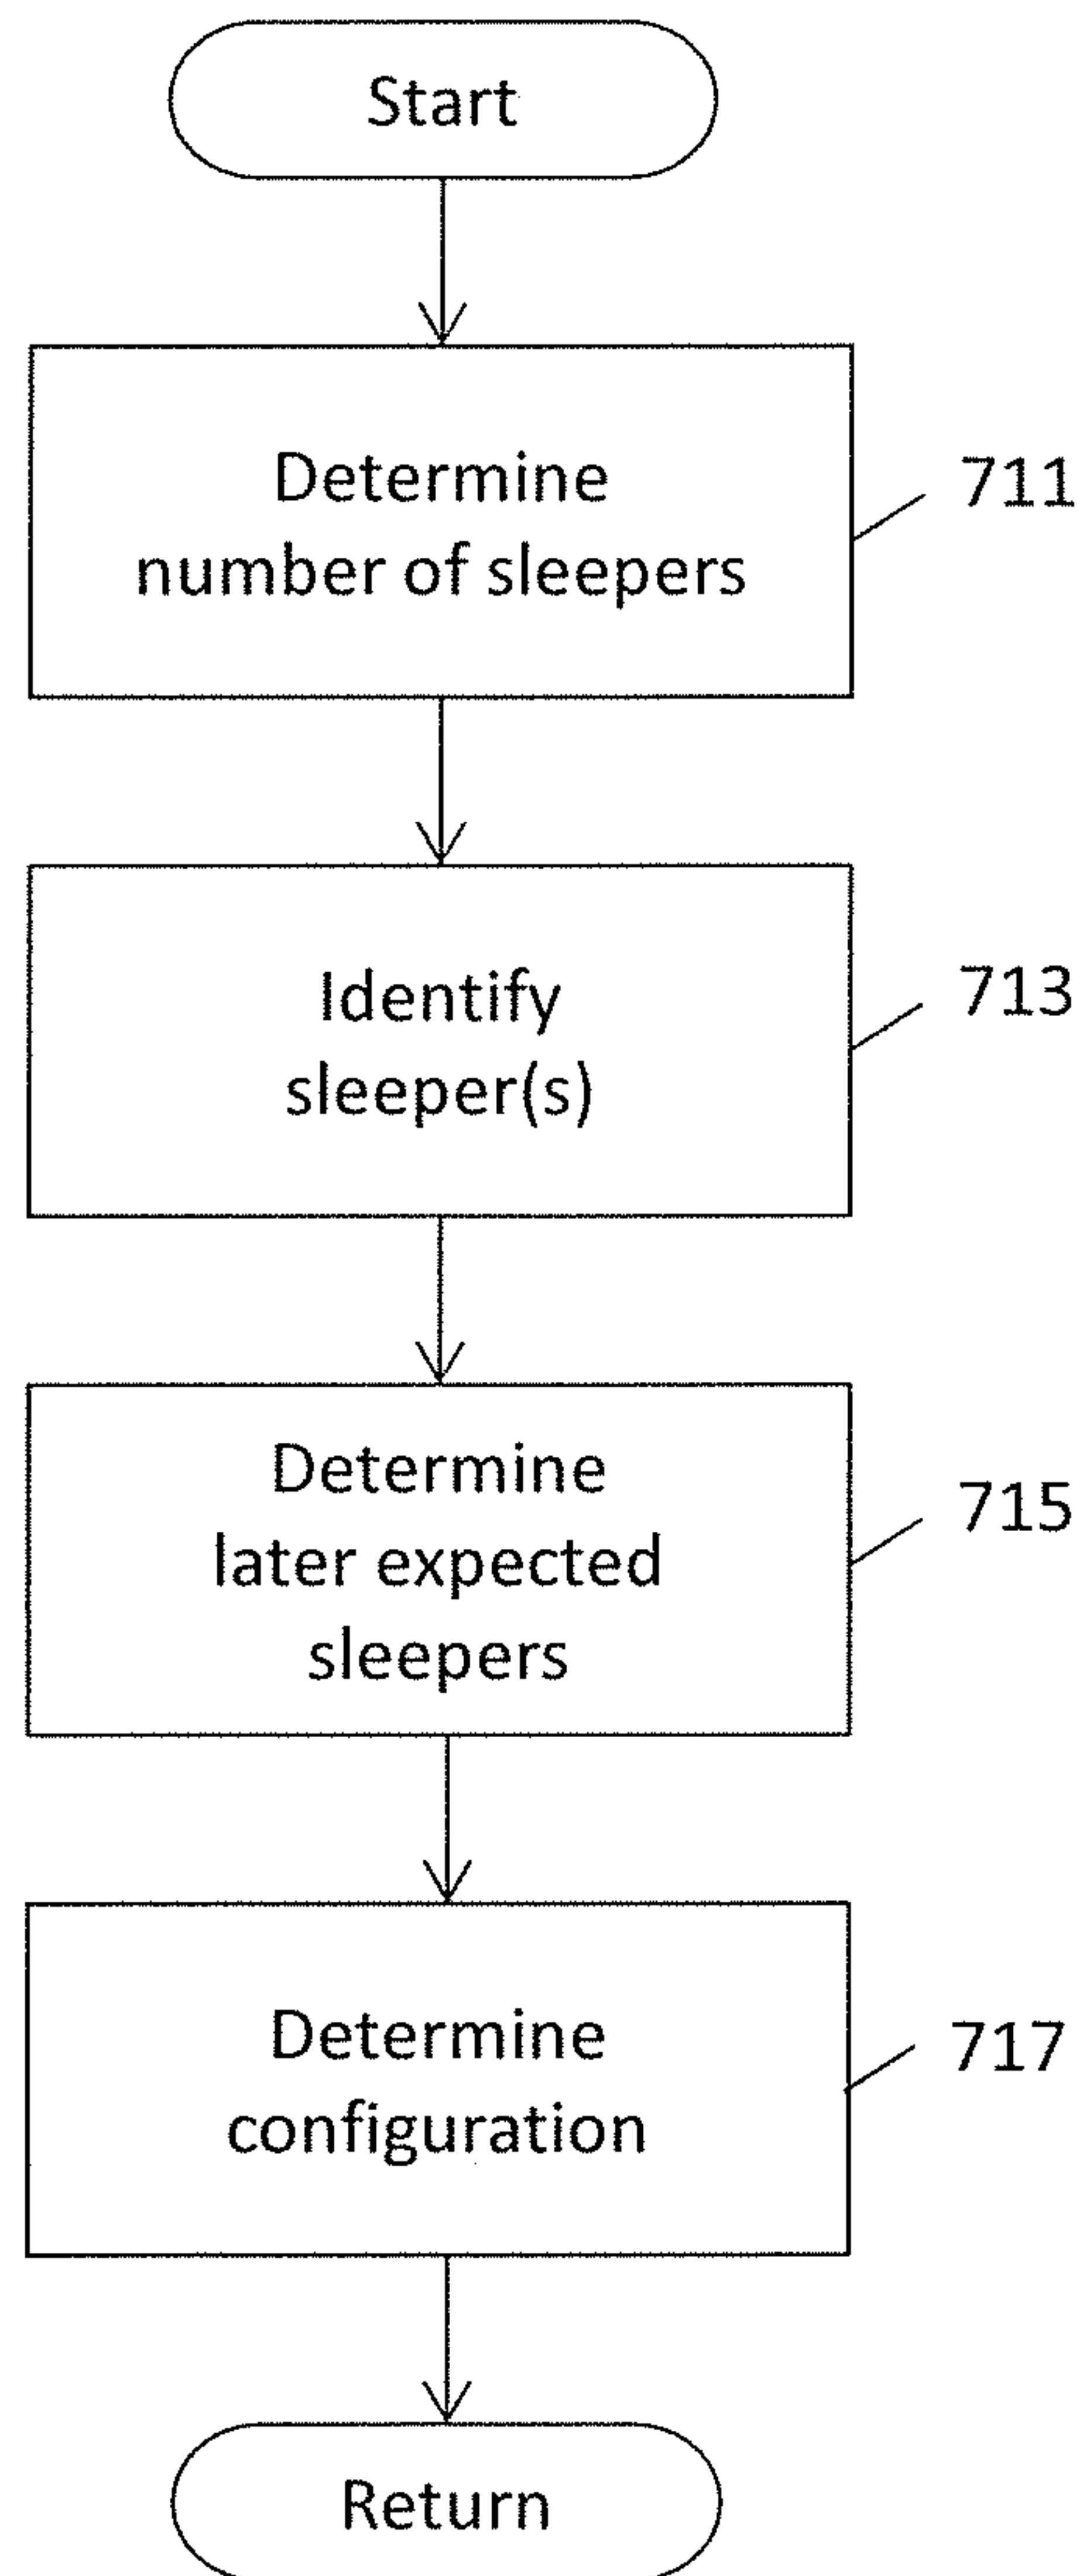 Start
Determine
number of sleepers
711
Identify
sleeper(s)
713
Determine
later expected
sleepers
715
Determine
configuration
717
Return